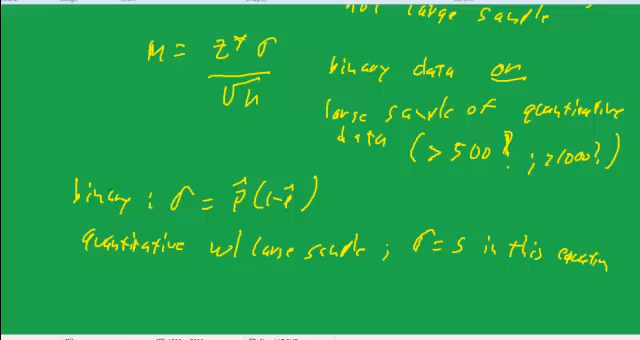 not large sample
M = z* σ / √n
binary data or
large sample of quantitative
data (> 500? ; >1000?)
binary : σ = p̂(1-p̂)
quantitative w/ large sample ; σ = s in this equation